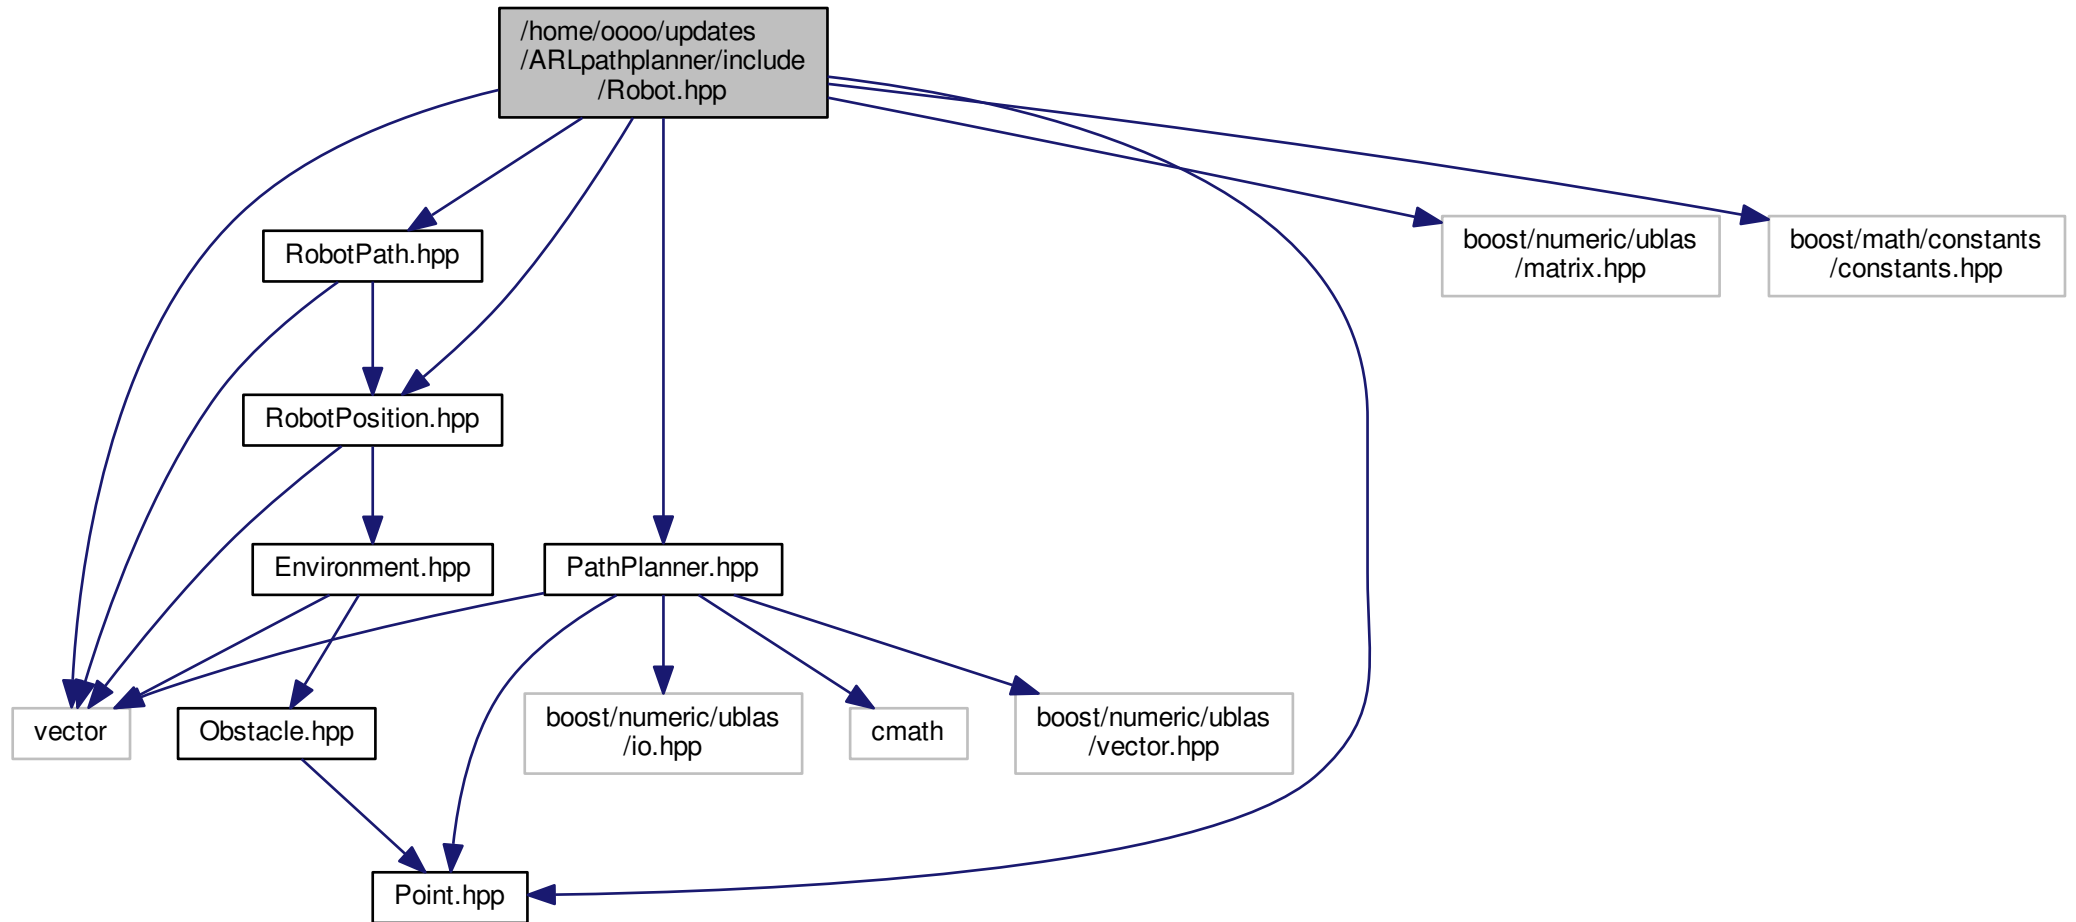 /home/oooo/updates
/ARLpathplanner/include
/Robot.hpp
RobotPath.hpp
boost/numeric/ublas
/matrix.hpp
boost/math/constants
/constants.hpp
RobotPosition.hpp
Environment.hpp
PathPlanner.hpp
vector
Obstacle.hpp
boost/numeric/ublas
/io.hpp
cmath
boost/numeric/ublas
/vector.hpp
Point.hpp